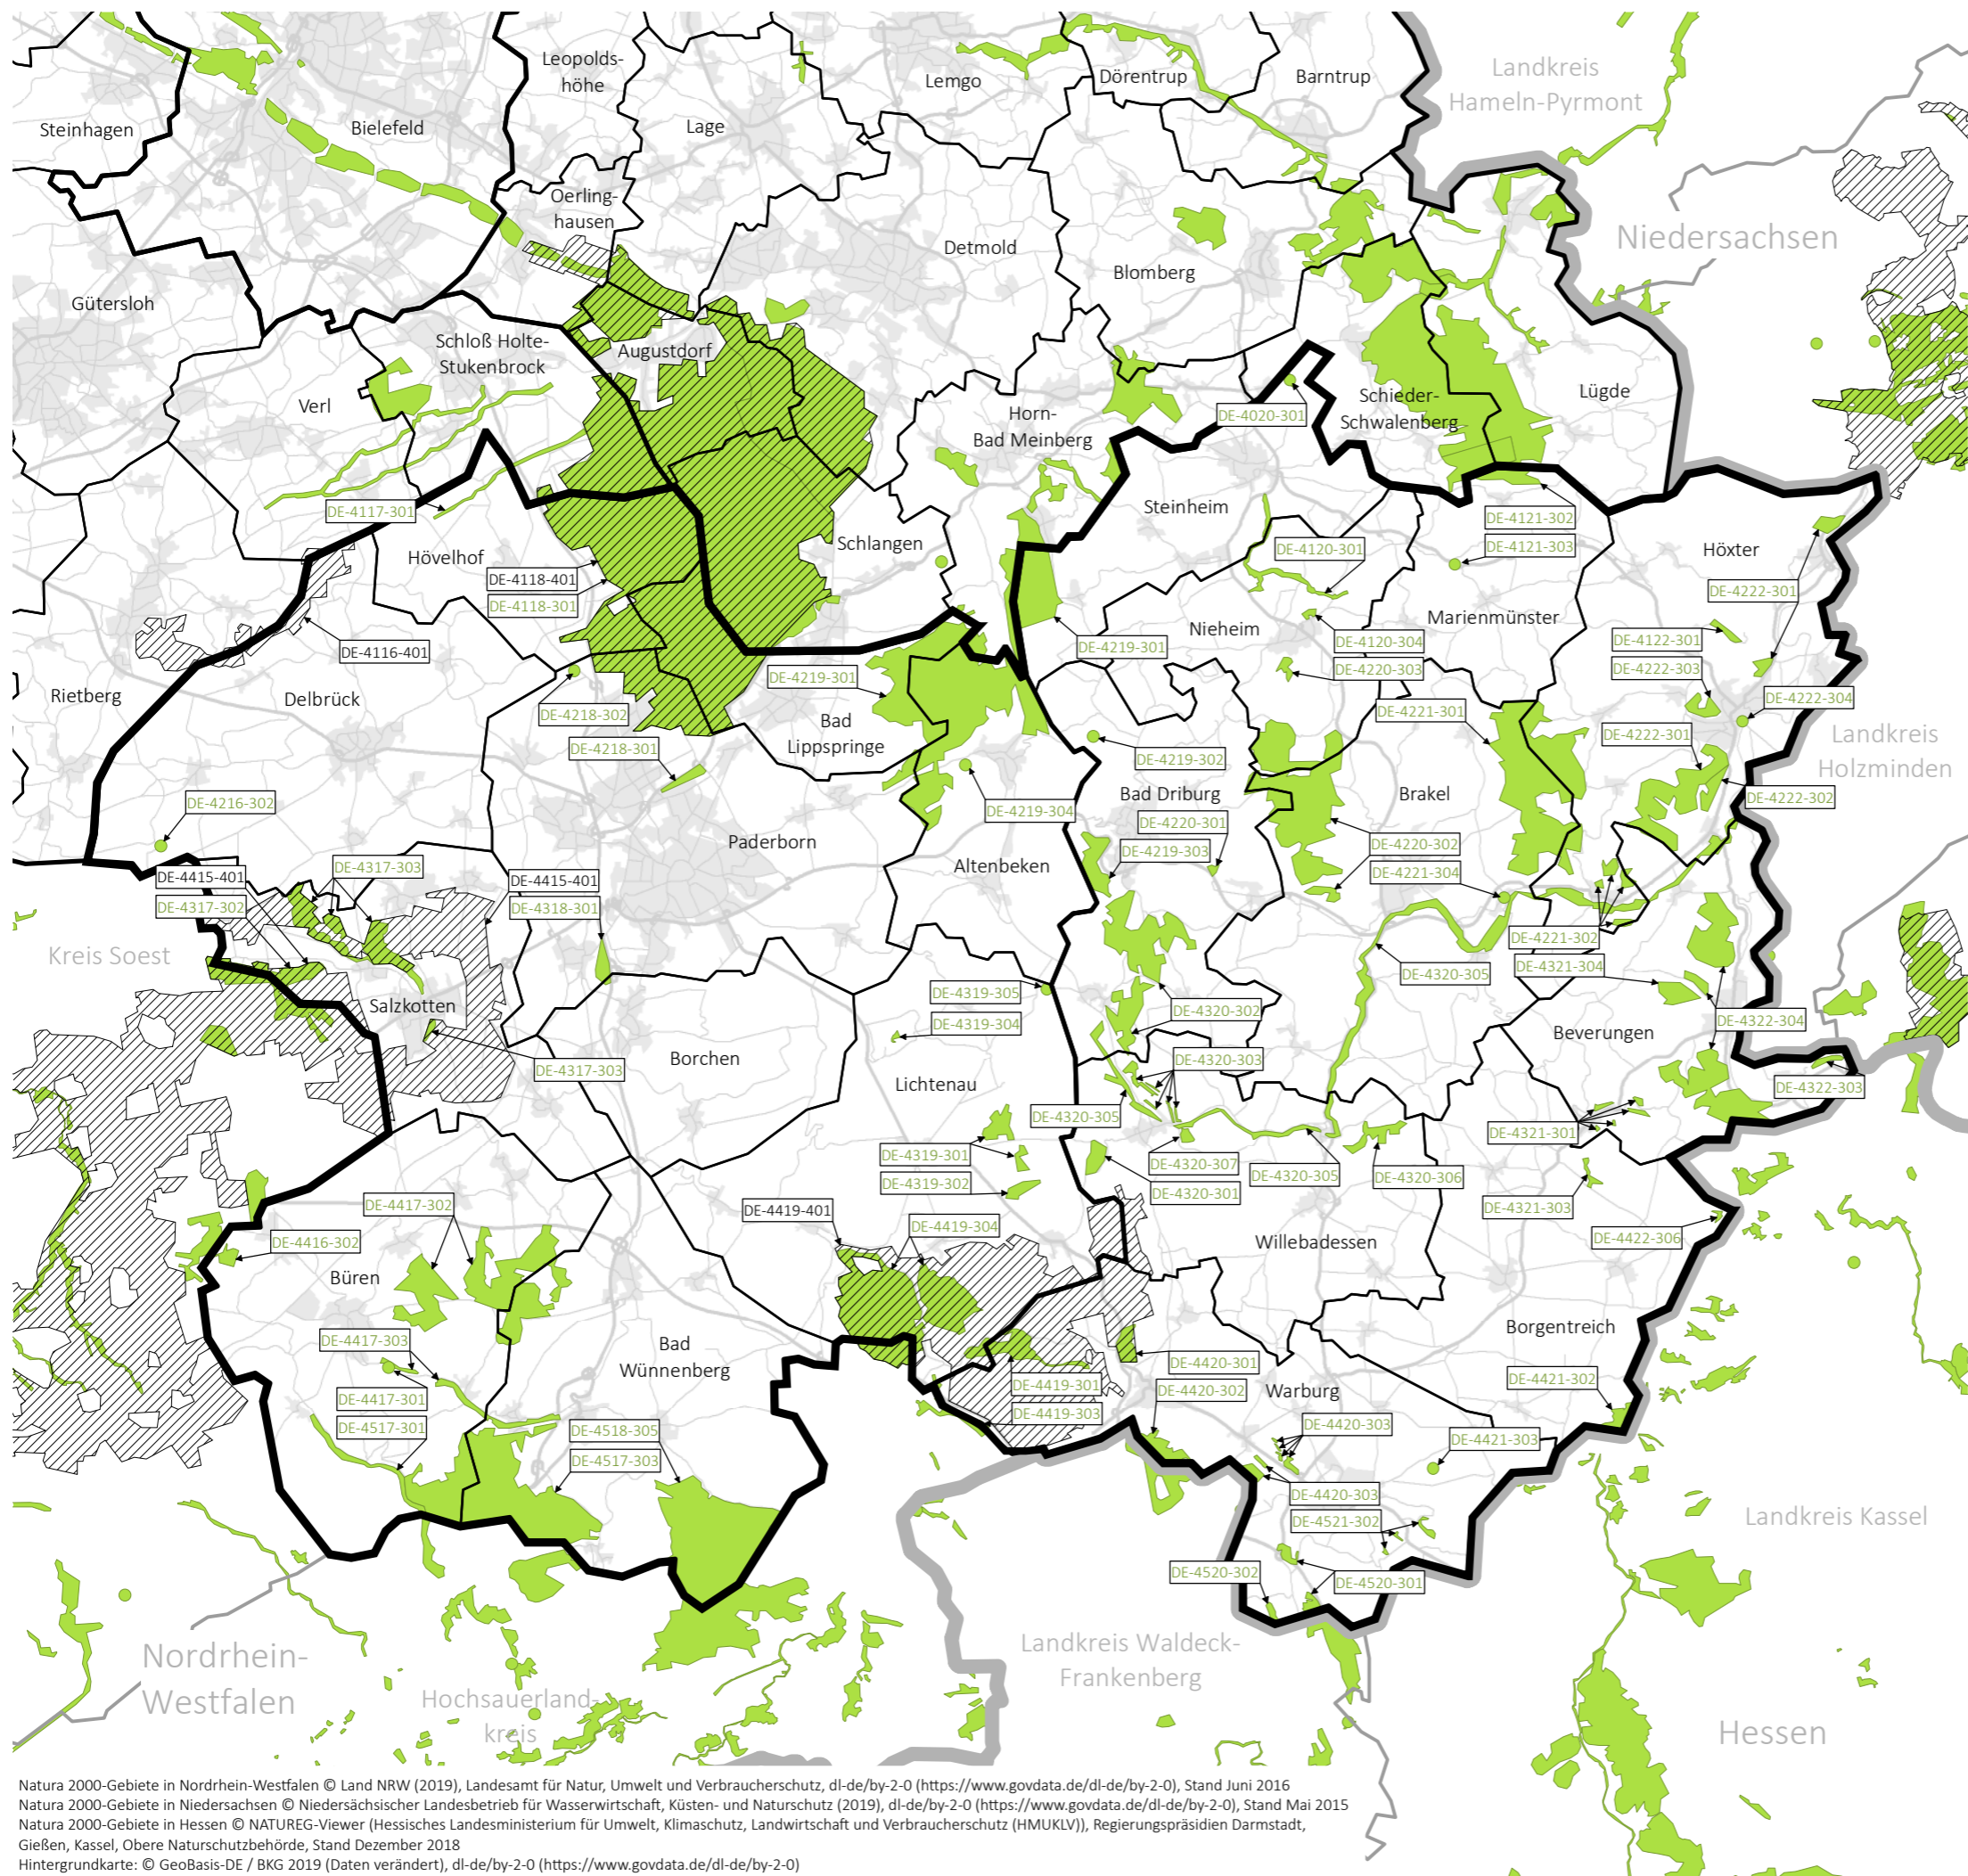 Leopolds-
höhe
Lemgo
Dörentrup
Barntrup
Landkreis
Hameln-Pyrmont
Steinhagen
Bielefeld
Lage
Oerling-
hausen
Detmold
Blomberg
Niedersachsen
Gütersloh
Schloß Holte-
Stukenbrock
Augustdorf
Verl
Horn-
Bad Meinberg
DE-4020-301
Schieder-
Schwalenberg
Lügde
DE-4117-301
Steinheim
DE-4121-302
Hövelhof
Schlangen
DE-4120-301
DE-4121-303
Höxter
DE-4118-401
DE-4118-301
DE-4222-301
Marienmünster
Nieheim
DE-4116-401
DE-4219-301
DE-4120-304
DE-4122-301
DE-4220-303
DE-4222-303
Rietberg
Delbrück
DE-4219-301
DE-4222-304
DE-4218-302
Bad
Lippspringe
DE-4221-301
DE-4218-301
DE-4219-302
DE-4222-301
Landkreis
Holzminden
DE-4216-302
DE-4219-304
Bad Driburg
Brakel
DE-4222-302
DE-4220-301
Paderborn
DE-4219-303
DE-4220-302
Altenbeken
DE-4415-401
DE-4317-303
DE-4415-401
DE-4221-304
DE-4317-302
DE-4318-301
DE-4221-302
Kreis Soest
DE-4320-305
DE-4321-304
Salzkotten
DE-4319-305
DE-4320-302
DE-4319-304
DE-4322-304
Beverungen
DE-4317-303
Borchen
DE-4320-303
Lichtenau
DE-4322-303
DE-4320-305
DE-4321-301
DE-4319-301
DE-4320-307
DE-4320-305
DE-4320-306
DE-4319-302
DE-4320-301
DE-4321-303
DE-4417-302
DE-4419-401
DE-4419-304
DE-4422-306
DE-4416-302
Willebadessen
Büren
DE-4417-303
Bad
Wünnenberg
Borgentreich
DE-4420-301
DE-4419-301
DE-4420-302
Warburg
DE-4421-302
DE-4417-301
DE-4419-303
DE-4517-301
DE-4518-305
DE-4420-303
DE-4421-303
DE-4517-303
DE-4420-303
DE-4521-302
Landkreis Kassel
DE-4520-302
DE-4520-301
Nordrhein-
Westfalen
Landkreis Waldeck-
Frankenberg
Hochsauerland-
kreis
Hessen
Natura 2000-Gebiete in Nordrhein-Westfalen © Land NRW (2019), Landesamt für Natur, Umwelt und Verbraucherschutz, dl-de/by-2-0 (https://www.govdata.de/dl-de/by-2-0), Stand Juni 2016
Natura 2000-Gebiete in Niedersachsen © Niedersächsischer Landesbetrieb für Wasserwirtschaft, Küsten- und Naturschutz (2019), dl-de/by-2-0 (https://www.govdata.de/dl-de/by-2-0), Stand Mai 2015
Natura 2000-Gebiete in Hessen © NATUREG-Viewer (Hessisches Landesministerium für Umwelt, Klimaschutz, Landwirtschaft und Verbraucherschutz (HMUKLV)), Regierungspräsidien Darmstadt,
Gießen, Kassel, Obere Naturschutzbehörde, Stand Dezember 2018
Hintergrundkarte: © GeoBasis-DE / BKG 2019 (Daten verändert), dl-de/by-2-0 (https://www.govdata.de/dl-de/by-2-0)